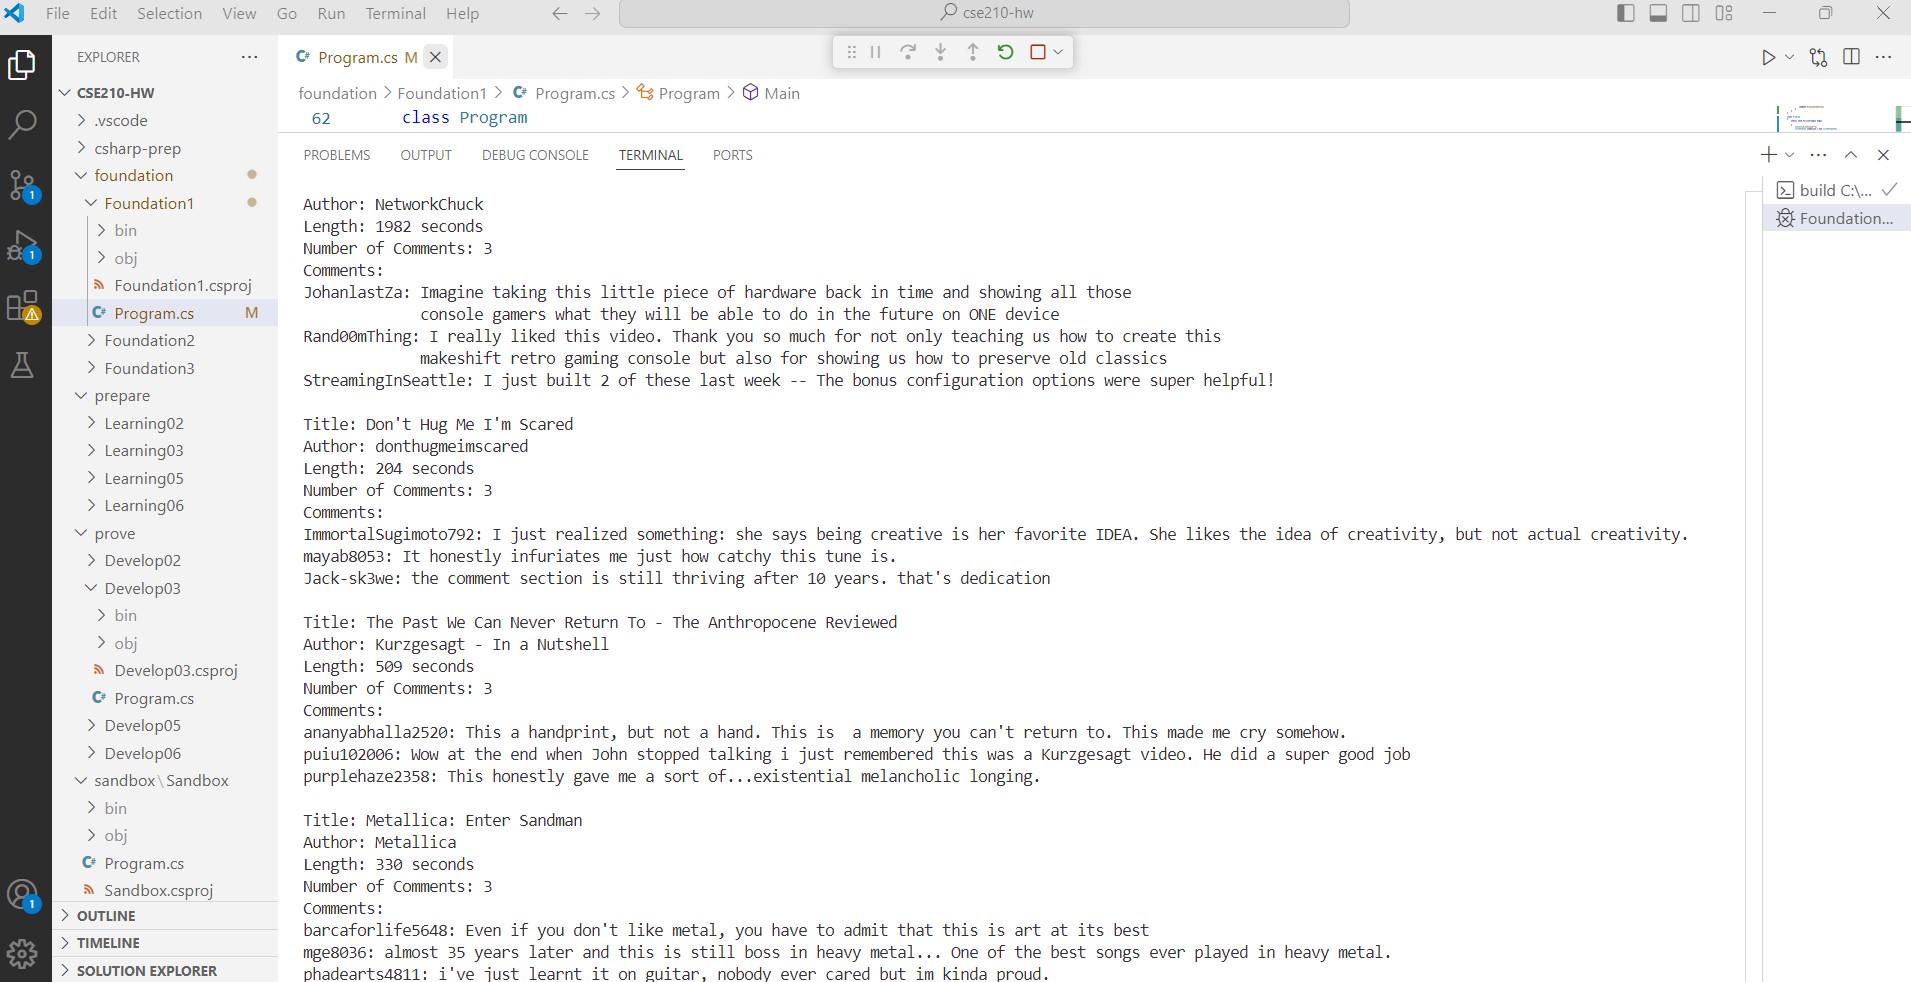 File Edit Selection View Go Run Terminal Help
cse210-hw
EXPLORER
CSE210-HW
.vscode
csharp-prep
foundation
Foundation1
bin
obj
Foundation1.csproj
Program.cs M
Foundation2
Foundation3
prepare
Learning02
Learning03
Learning05
Learning06
prove
Develop02
Develop03
bin
obj
Develop03.csproj
Program.cs
Develop05
Develop06
sandbox\Sandbox
bin
obj
Program.cs
Sandbox.csproj
OUTLINE
TIMELINE
SOLUTION EXPLORER
1
1
1
Program.cs M
foundation > Foundation1 > Program.cs > Program > Main
62 class Program
PROBLEMS OUTPUT DEBUG CONSOLE TERMINAL PORTS
Author: NetworkChuck
Length: 1982 seconds
Number of Comments: 3
Comments:
JohanlastZa: Imagine taking this little piece of hardware back in time and showing all those
console gamers what they will be able to do in the future on ONE device
Rand00mThing: I really liked this video. Thank you so much for not only teaching us how to create this
makeshift retro gaming console but also for showing us how to preserve old classics
StreamingInSeattle: I just built 2 of these last week -- The bonus configuration options were super helpful!
Title: Don't Hug Me I'm Scared
Author: donthugmeimscared
Length: 204 seconds
Number of Comments: 3
Comments:
ImmortalSugimoto792: I just realized something: she says being creative is her favorite IDEA. She likes the idea of creativity, but not actual creativity.
mayab8053: It honestly infuriates me just how catchy this tune is.
Jack-sk3we: the comment section is still thriving after 10 years. that's dedication
Title: The Past We Can Never Return To - The Anthropocene Reviewed
Author: Kurzgesagt - In a Nutshell
Length: 509 seconds
Number of Comments: 3
Comments:
ananyabhalla2520: This a handprint, but not a hand. This is  a memory you can't return to. This made me cry somehow.
puiu102006: Wow at the end when John stopped talking i just remembered this was a Kurzgesagt video. He did a super good job
purplehaze2358: This honestly gave me a sort of...existential melancholic longing.
Title: Metallica: Enter Sandman
Author: Metallica
Length: 330 seconds
Number of Comments: 3
Comments:
barcaforlife5648: Even if you don't like metal, you have to admit that this is art at its best
mge8036: almost 35 years later and this is still boss in heavy metal... One of the best songs ever played in heavy metal.
phadearts4811: i've just learnt it on guitar, nobody ever cared but im kinda proud.
build C:\...
Foundation...